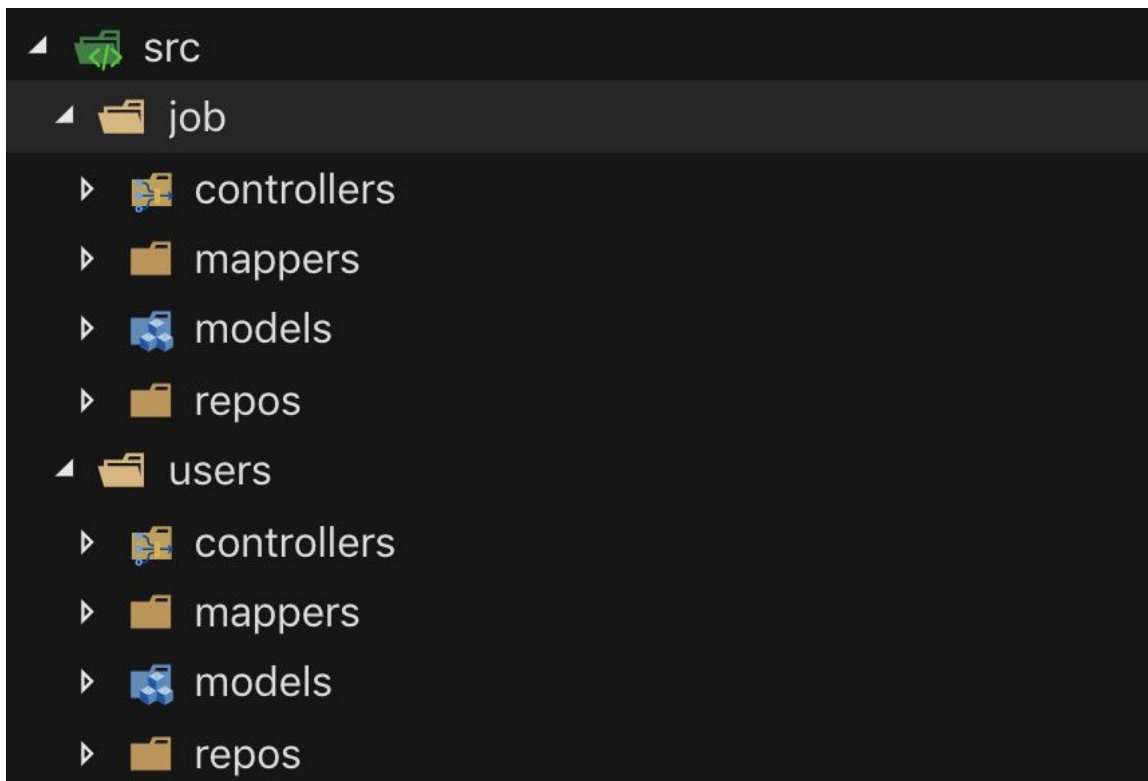 src
job
controllers
mappers
models
repos
users
controllers
mappers
models
repos